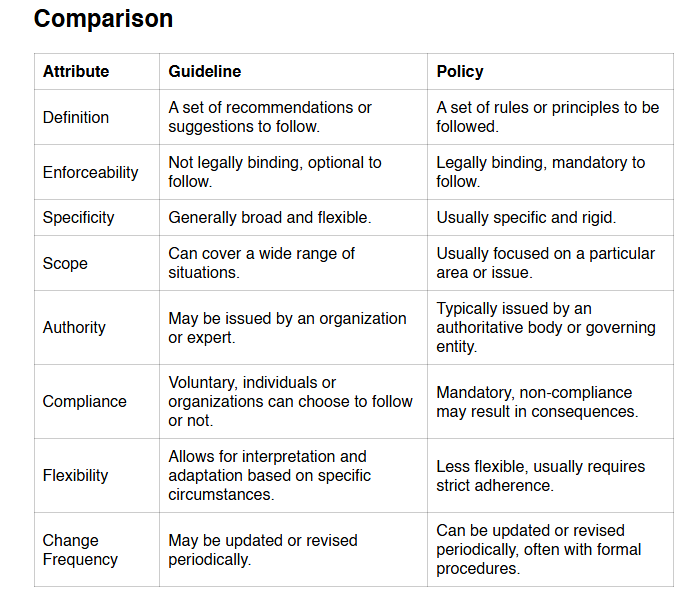 Comparison
Attribute Guideline Policy
Definition
A set of recommendations or
suggestions to follow.
A set of rules or principles to be
followed.
Enforceability
Not legally binding, optional to
follow.
Legally binding, mandatory to
follow.
Specificity Generally broad and flexible. Usually specific and rigid.
Scope
Can cover a wide range of
situations.
Usually focused on a particular
area or issue.
Authority
May be issued by an organization
or expert.
Typically issued by an
authoritative body or governing
entity.
Compliance
Voluntary, individuals or
organizations can choose to follow
or not.
Mandatory, non-compliance
may result in consequences.
Flexibility
Allows for interpretation and
adaptation based on specific
circumstances.
Less flexible, usually requires
strict adherence.
Change
Frequency
May be updated or revised
periodically.
Can be updated or revised
periodically, often with formal
procedures.